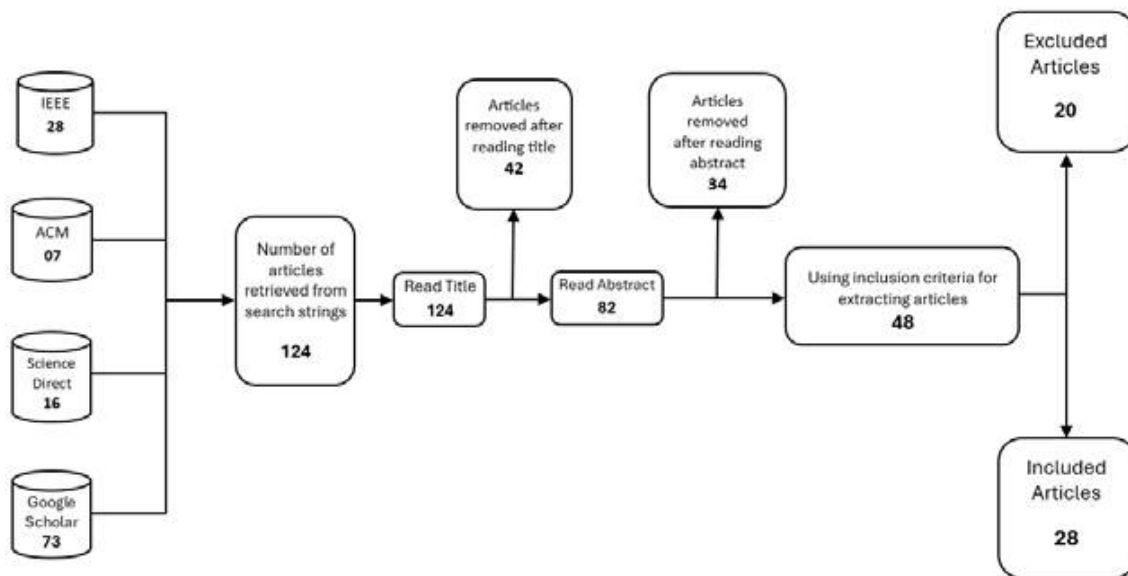 IEEE
28
ACM
07
Science
Direct
16
Google
Scholar
73
Number of
articles
retrieved from
search strings
124
Read Title
124
Articles
removed after
reading title
42
Read Abstract
82
Articles
removed
after reading
abstract
34
Using inclusion criteria for
extracting articles
48
Excluded
Articles
20
Included
Articles
28